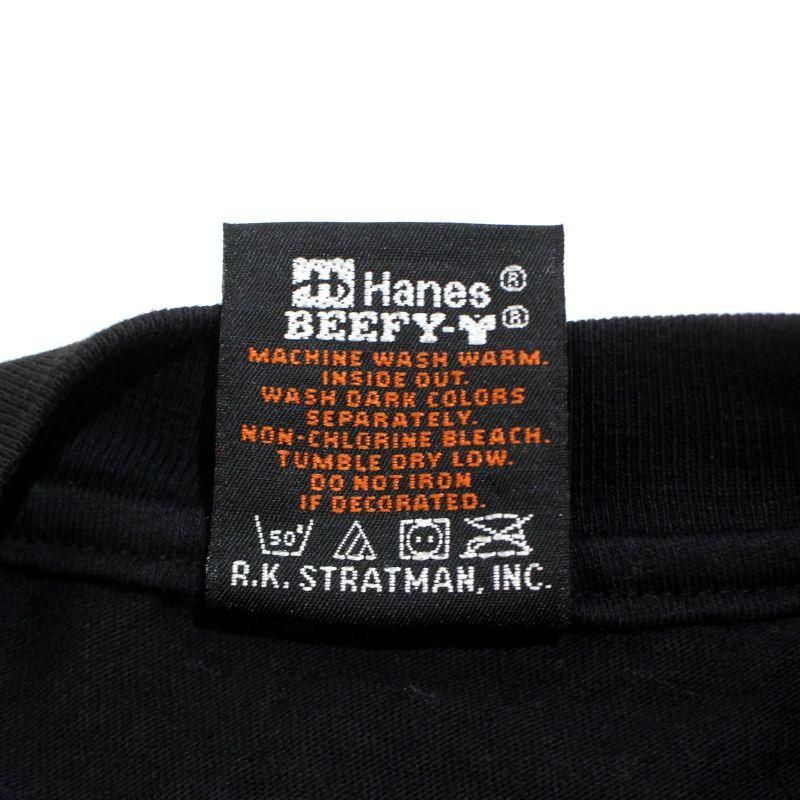 Hanes®
BEEFY-T®
MACHINE WASH WARM.
INSIDE OUT.
WASH DARK COLORS
SEPARATELY.
NON-CHLORINE BLEACH.
TUMBLE DRY LOW.
DO NOT IRON
IF DECORATED.
50°
R.K. STRATMAN, INC.